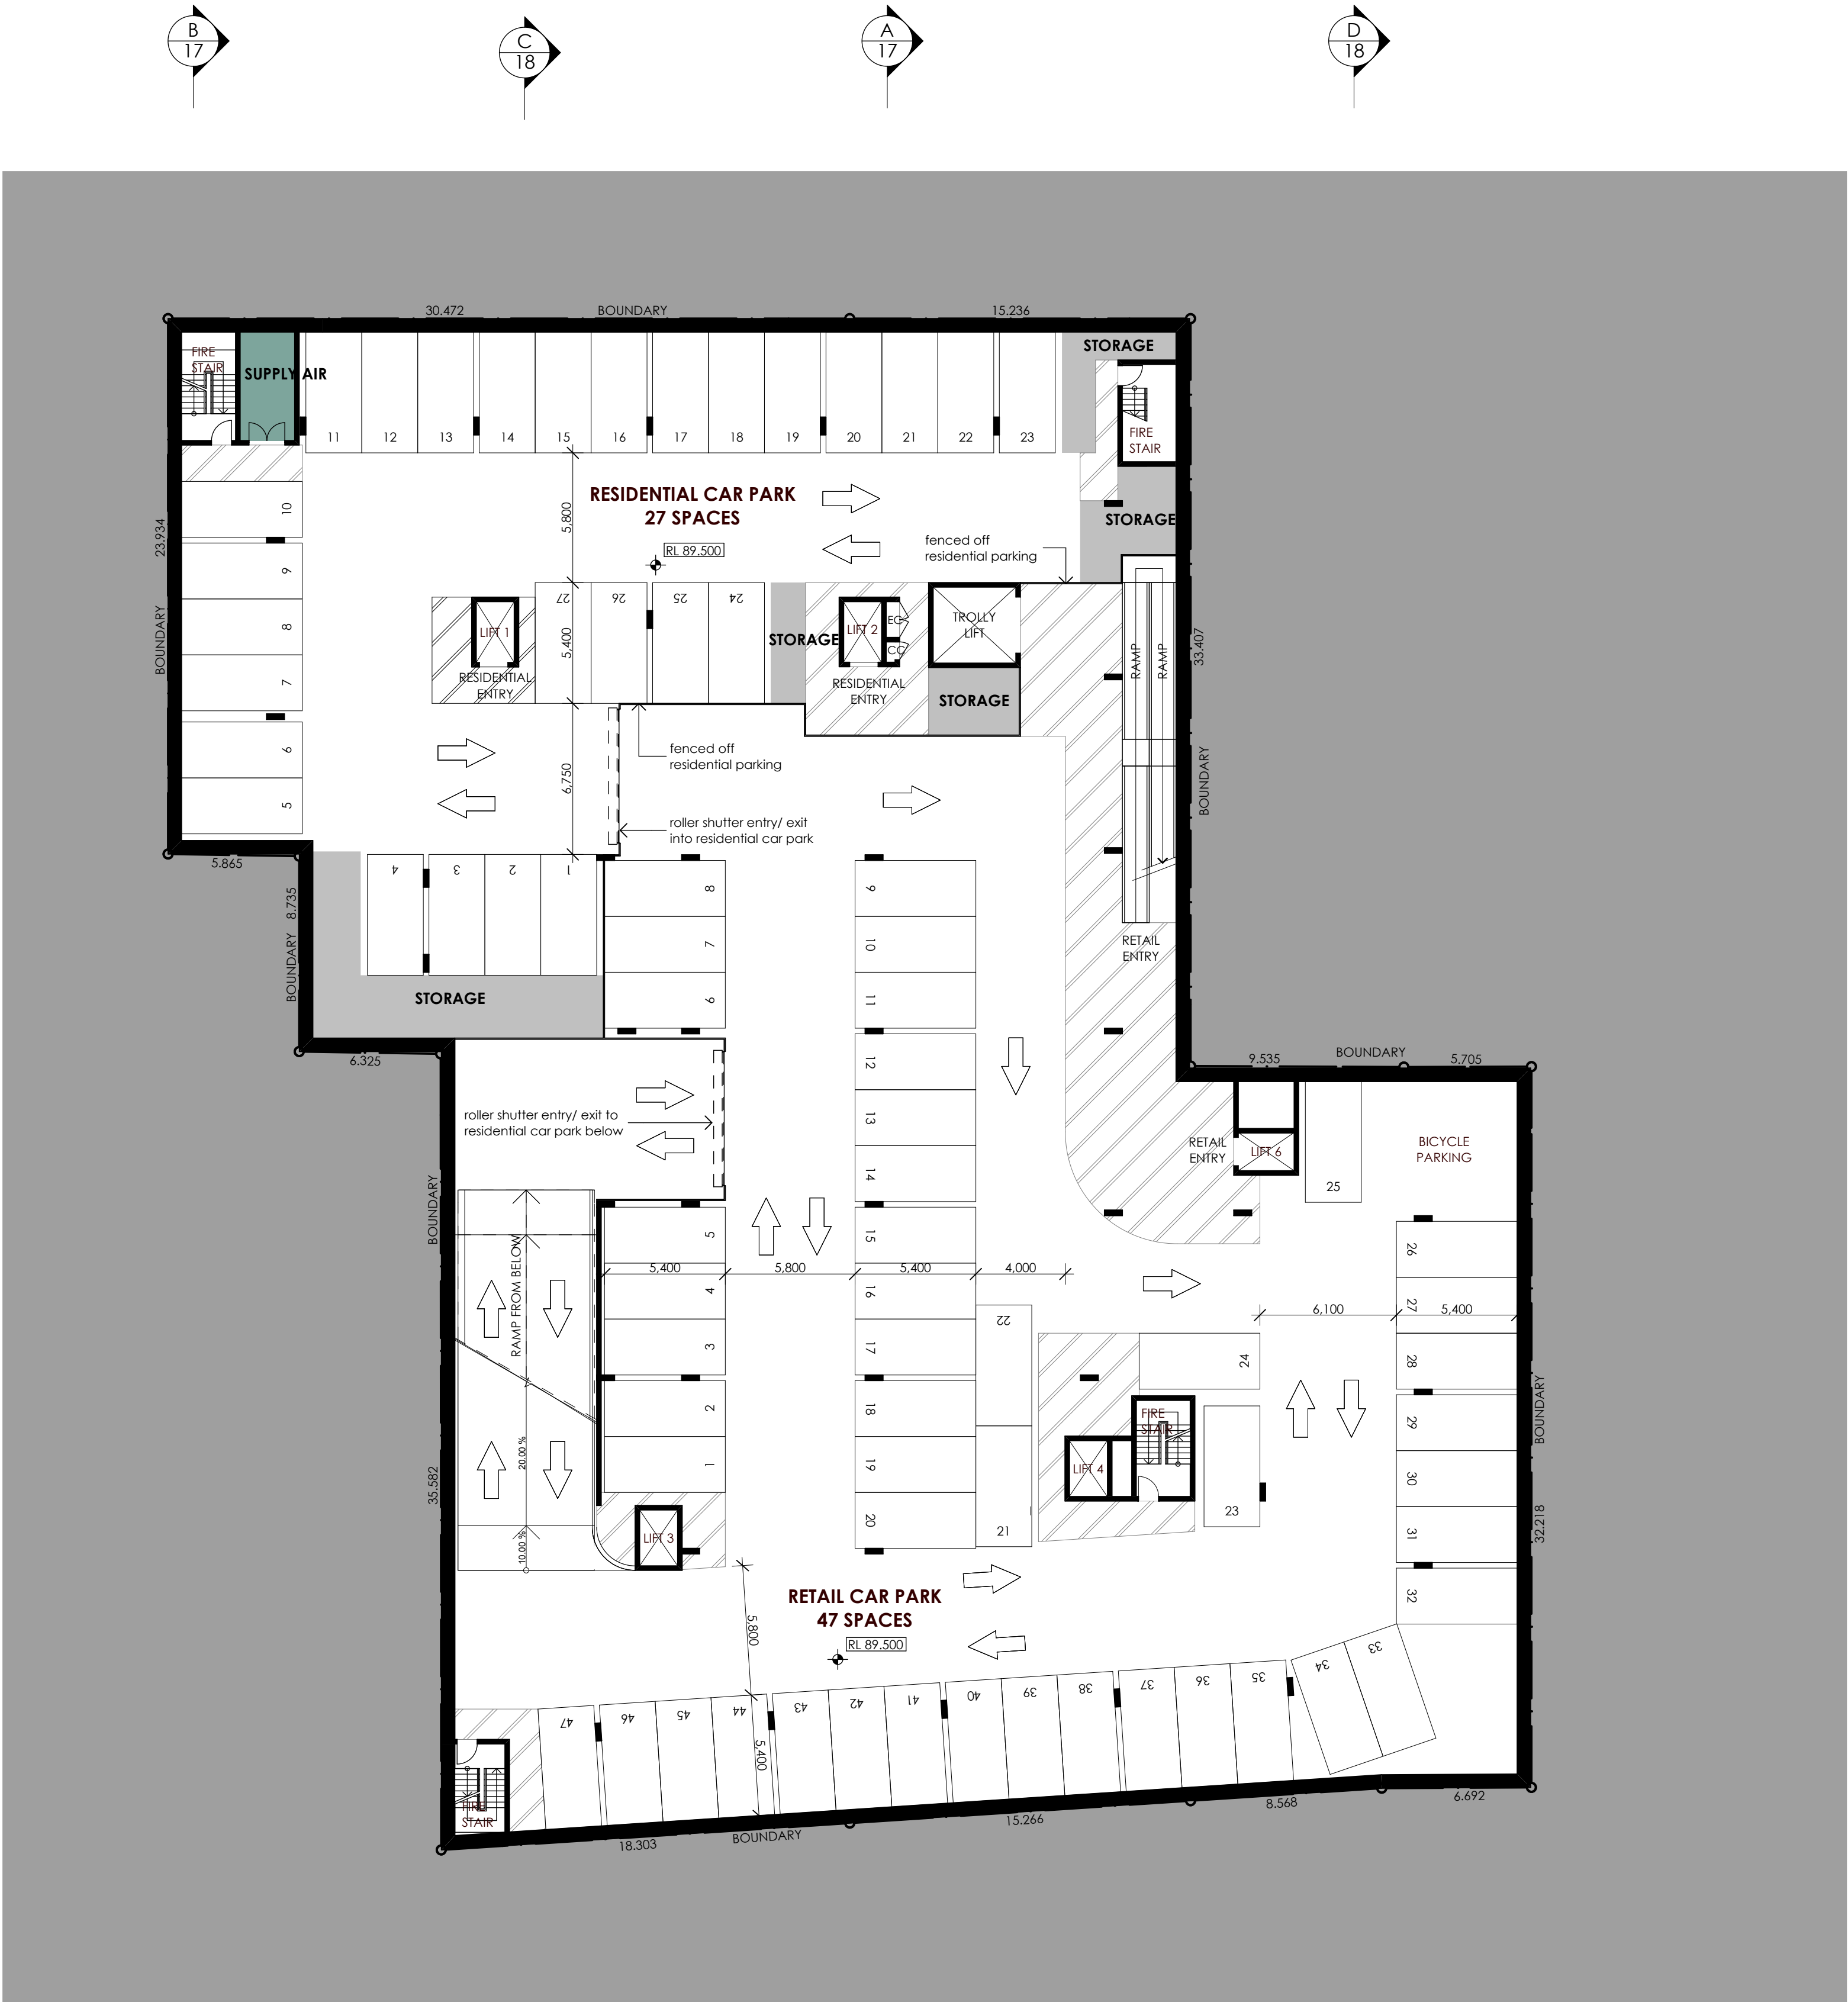 B
17
C
18
A
17
D
18
30.472
BOUNDARY
15.236
FIRE
STAIR
SUPPLY AIR
STORAGE
11
12
13
14
15
16
17
18
19
20
21
22
23
FIRE
STAIR
10
9
8
7
6
5
23.934
BOUNDARY
5,800
RESIDENTIAL CAR PARK
27 SPACES
RL 89.500
fenced off
residential parking
STORAGE
27
26
25
24
LIFT 1
RESIDENTIAL
ENTRY
5,400
STORAGE
LIFT 2
EC
CC
RESIDENTIAL
ENTRY
TROLLY
LIFT
STORAGE
RAMP
RAMP
33.407
BOUNDARY
6,750
fenced off
residential parking
roller shutter entry/ exit
into residential car park
5.865
8.735
BOUNDARY
4
3
2
1
STORAGE
8
7
6
9
10
11
12
13
14
15
16
17
18
19
20
RETAIL
ENTRY
6.325
9.535
BOUNDARY
5.705
roller shutter entry/ exit to
residential car park below
RETAIL
ENTRY
LIFT 6
25
BICYCLE
PARKING
BOUNDARY
RAMP FROM BELOW
20.00 %
10.00 %
35.582
5
4
3
2
1
5,400
5,800
5,400
4,000
22
21
24
23
FIRE
STAIR
LIFT 4
LIFT 3
6,100
5,400
26
27
28
29
30
31
32
BOUNDARY
32.218
RETAIL CAR PARK
47 SPACES
RL 89.500
5,800
5,400
47
46
45
44
43
42
41
40
39
38
37
36
35
34
33
FIRE
STAIR
18.303
BOUNDARY
15.266
8.568
6.692